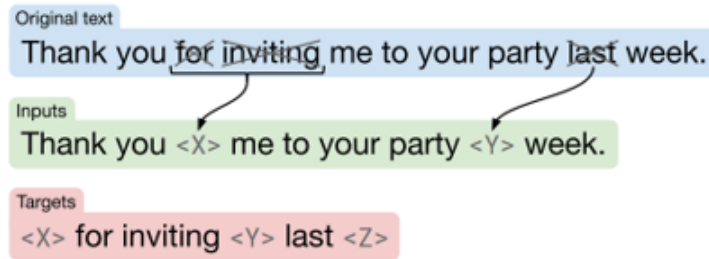 Original text
Thank you for inviting me to your party last week.
Inputs
Thank you <X> me to your party <Y> week.
Targets
<X> for inviting <Y> last <Z>